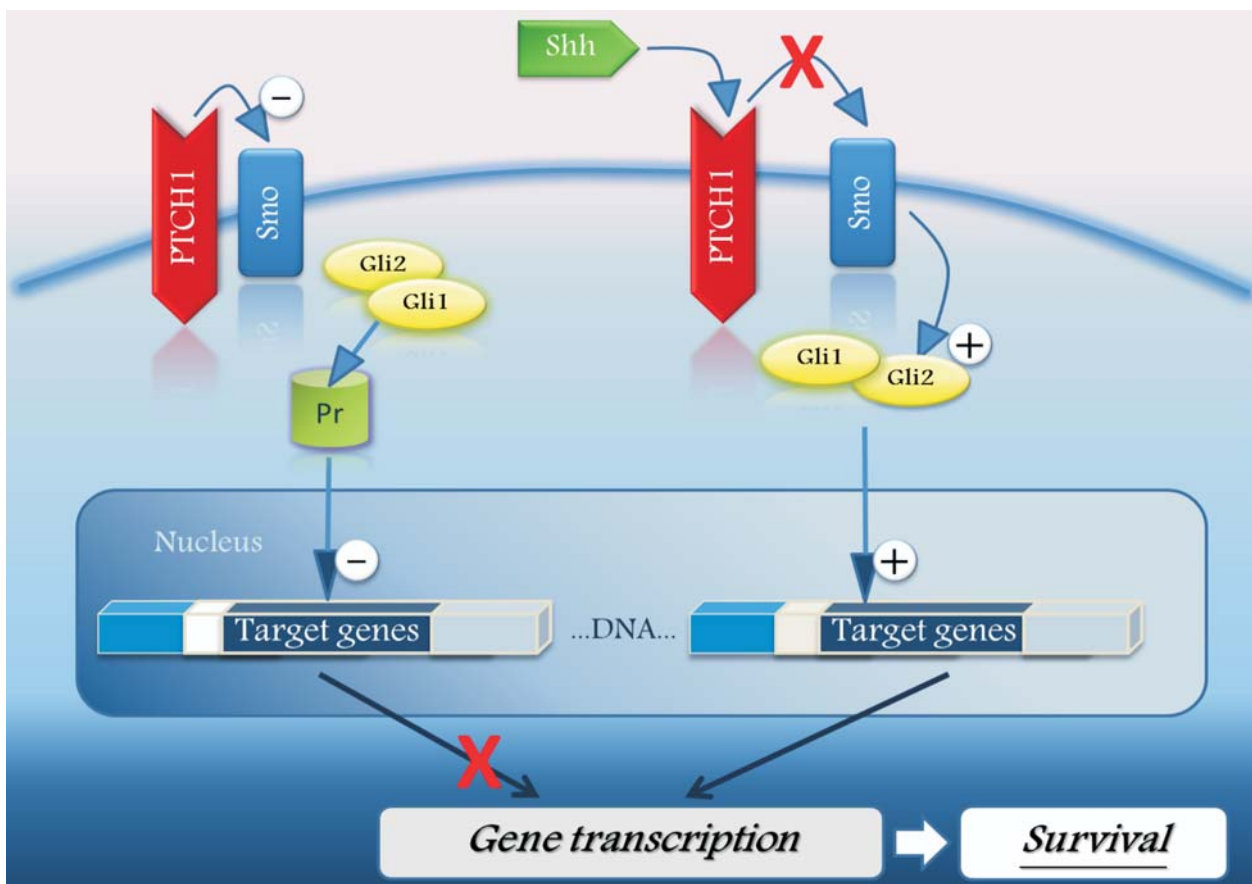 Shh
X
−
PTCH1
Smo
PTCH1
Smo
Gli2
Gli1
+
Gli1
Gli2
Pr
Nucleus
−
+
Target genes
...DNA...
Target genes
X
Gene transcription
Survival